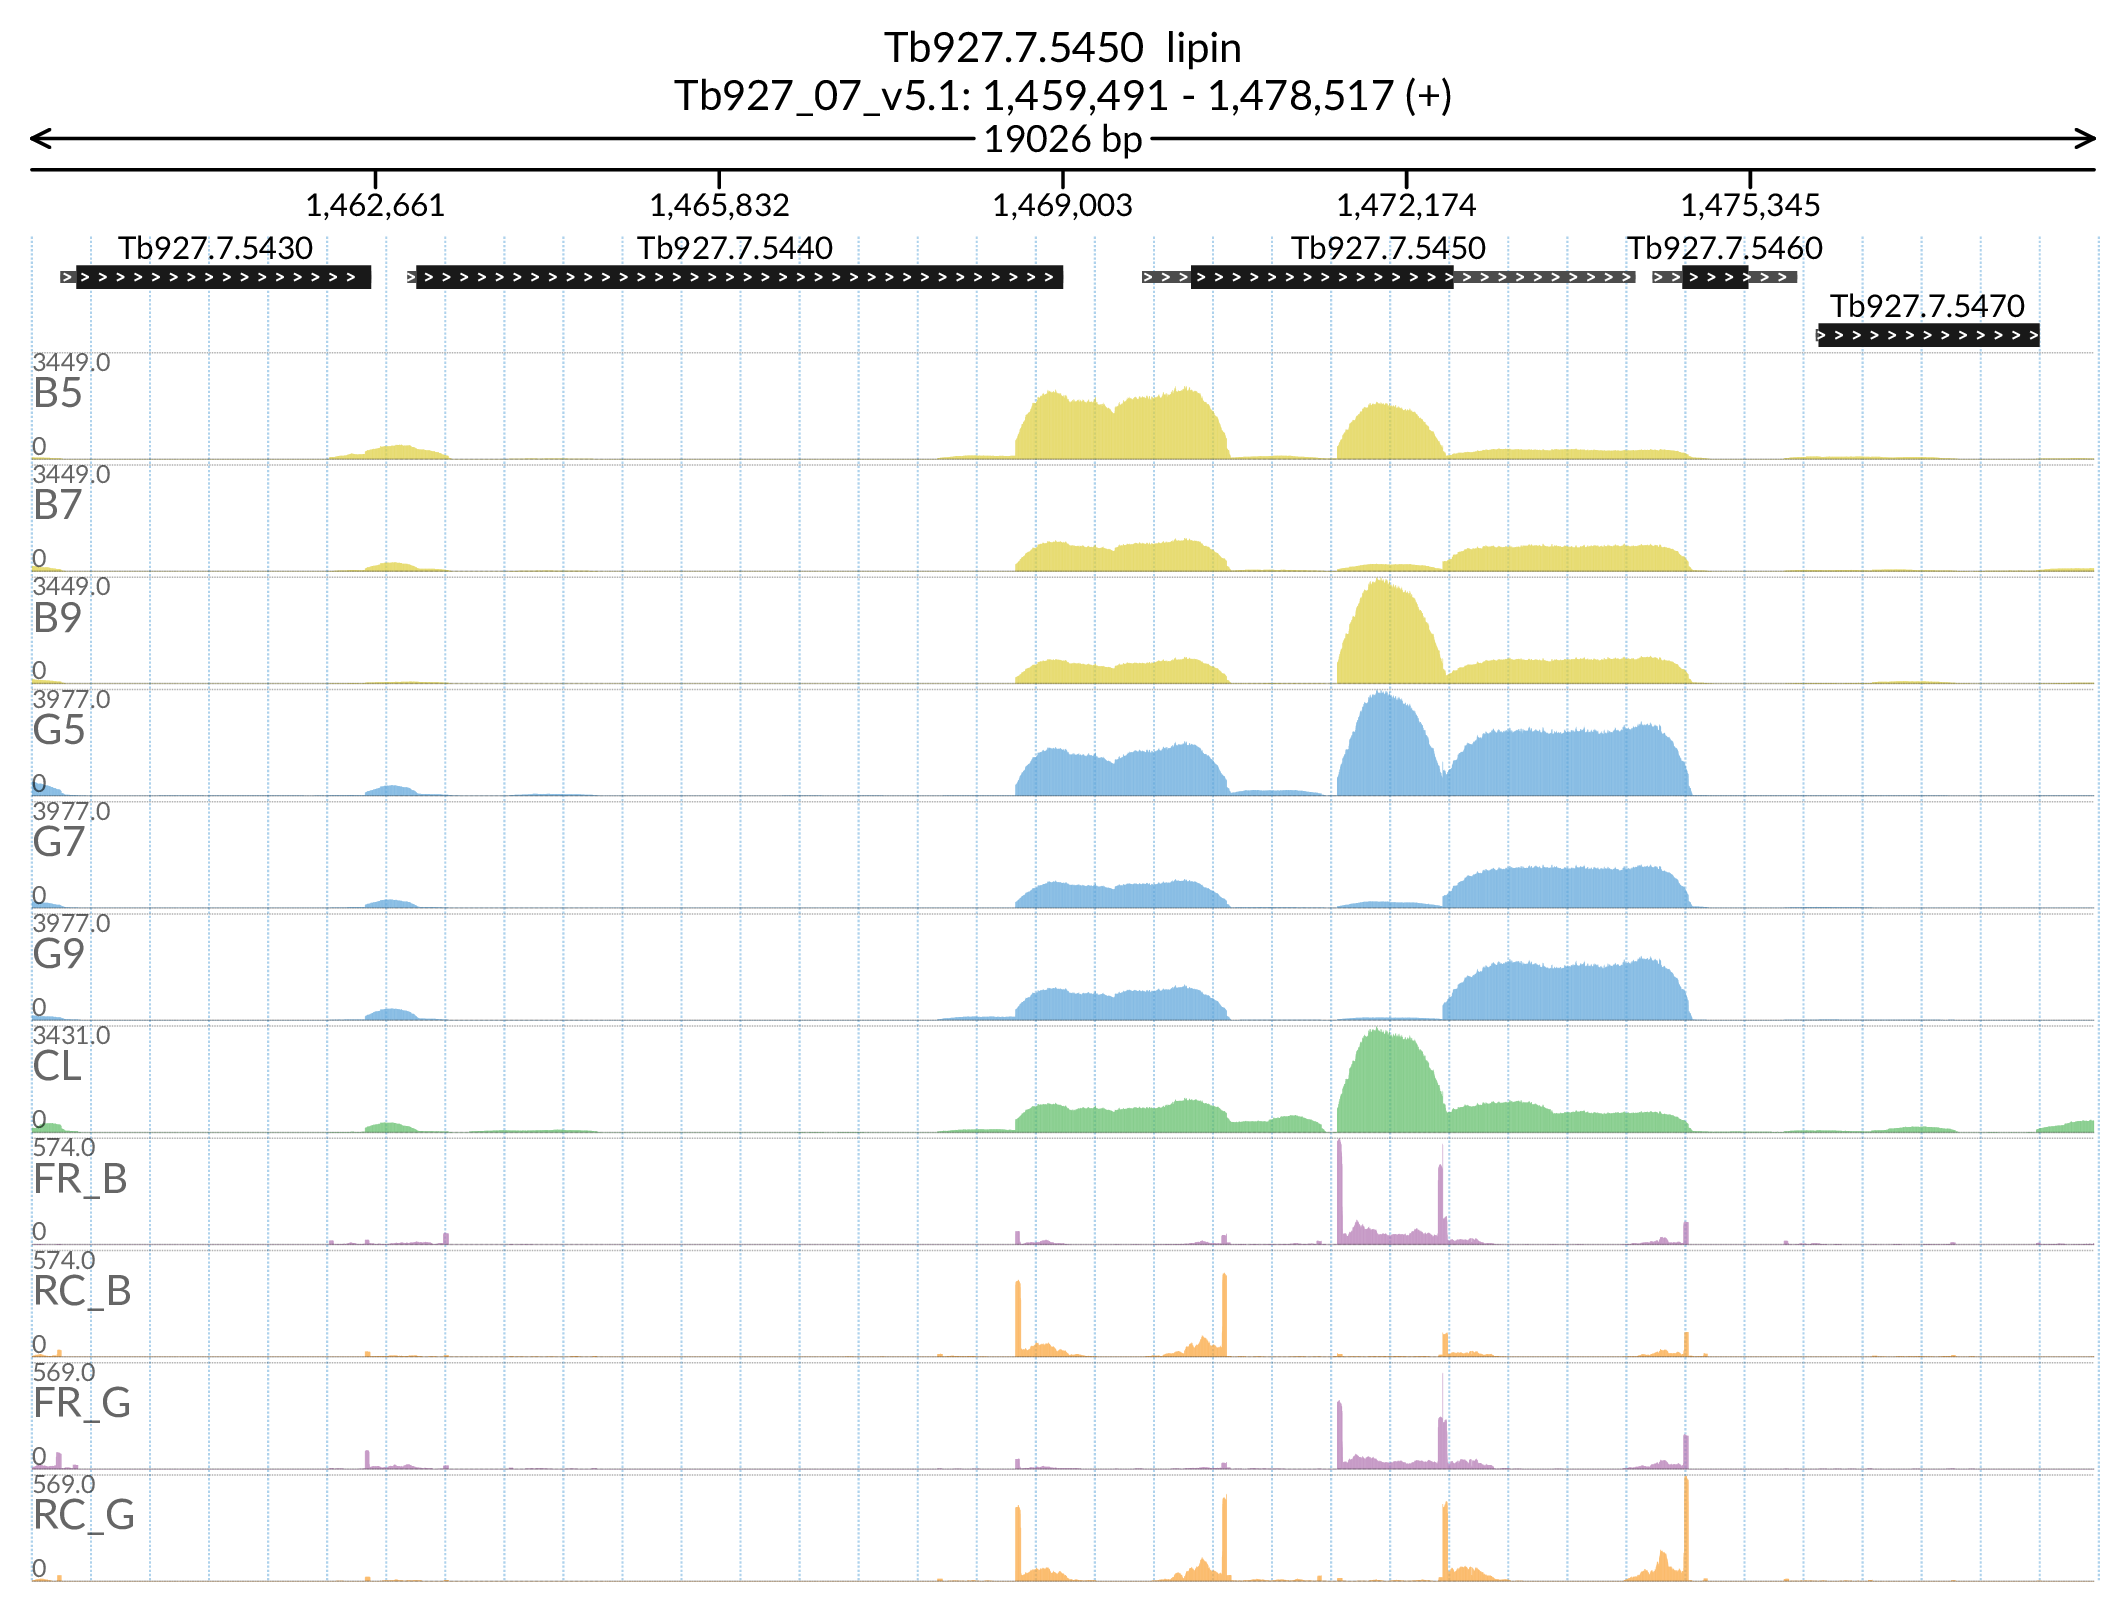 Tb927.7.5450 lipin
Tb927_07_v5.1: 1,459,491 - 1,478,517 (+)
19026 bp
1,462,661 1,465,832 1,469,003 1,472,174 1,475,345
Tb927.7.5430 Tb927.7.5440 Tb927.7.5450 Tb927.7.5460
Tb927.7.5470
3449.0
B5
0
3449.0
B7
0
3449.0
B9
0
3977.0
G5
0
3977.0
G7
0
3977.0
G9
0
3431.0
CL
0
574.0
FR_B
0
574.0
RC_B
0
569.0
FR_G
0
569.0
RC_G
0